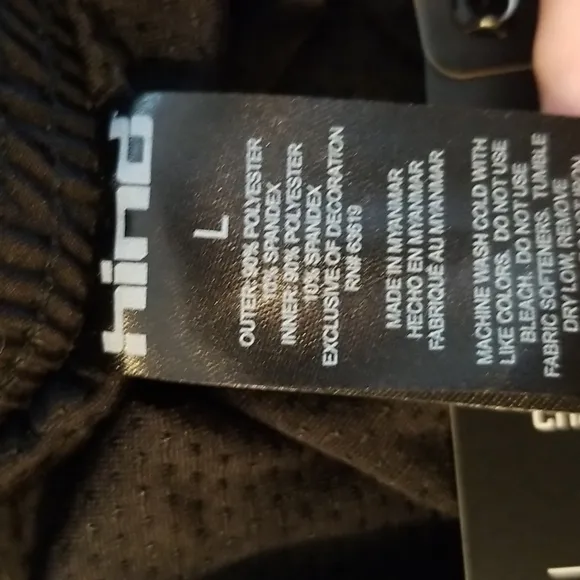 hind
L
OUTER: 90% POLYESTER
10% SPANDEX
INNER: 90% POLYESTER
10% SPANDEX
EXCLUSIVE OF DECORATION
RN# 63619
MADE IN MYANMAR
HECHO EN MYANMAR
FABRIQUÉ AU MYANMAR
MACHINE WASH COLD WITH
LIKE COLORS. DO NOT USE
BLEACH. DO NOT USE
FABRIC SOFTENERS. TUMBLE
DRY LOW. REMOVE